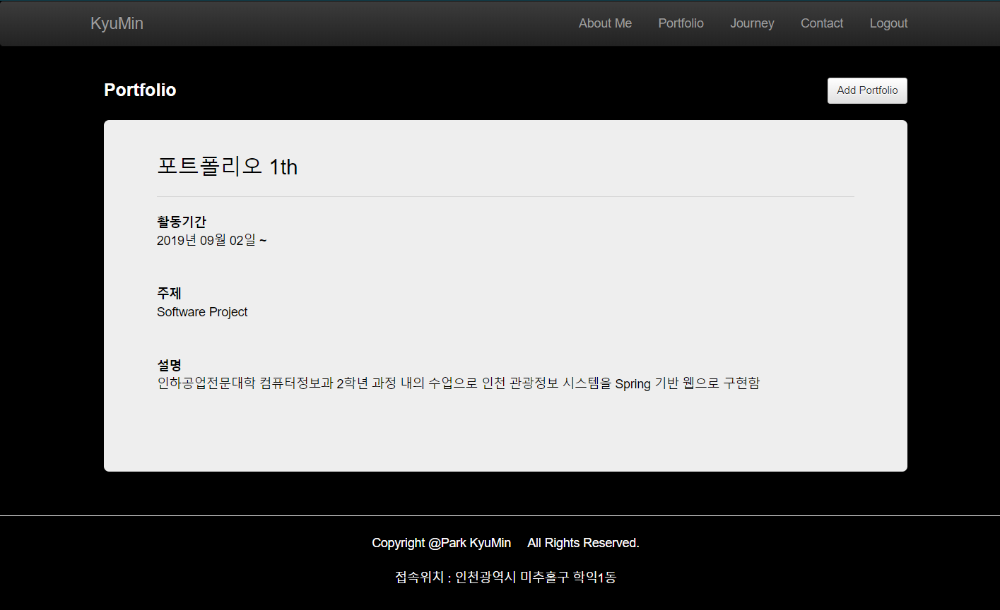 KyuMin
About Me Portfolio Journey Contact Logout
Portfolio
Add Portfolio
포트폴리오 1th
활동기간
2019년 09월 02일 ~
주제
Software Project
설명
인하공업전문대학 컴퓨터정보과 2학년 과정 내의 수업으로 인천 관광정보 시스템을 Spring 기반 웹으로 구현함
Copyright @Park KyuMin All Rights Reserved.
접속위치 : 인천광역시 미추홀구 학익1동